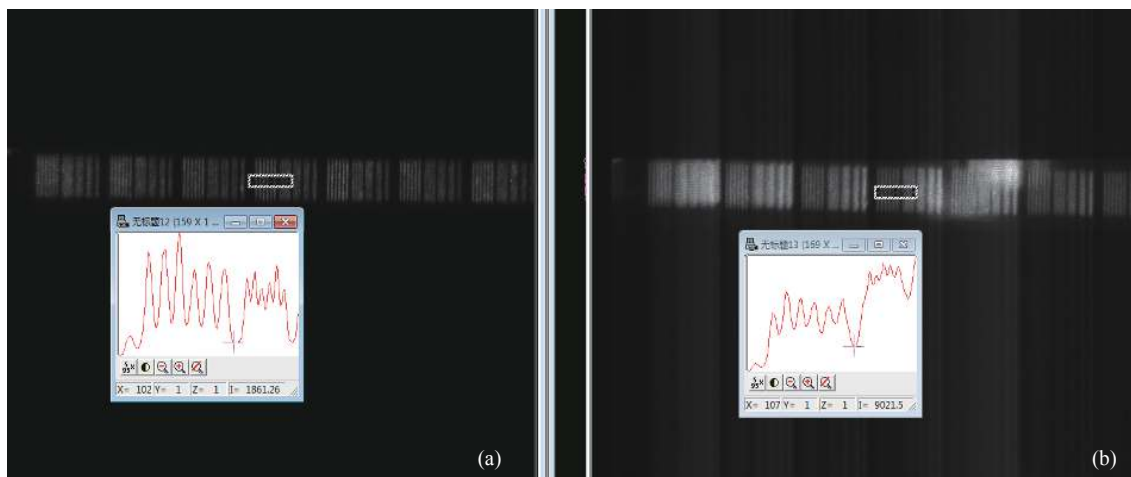 无标题12 (159 X 1 ...
X= 102 Y= 1 Z= 1 I= 1861.26
(a)
无标题13 (169 X ...
X= 107 Y= 1 Z= 1 I= 9021.5
(b)